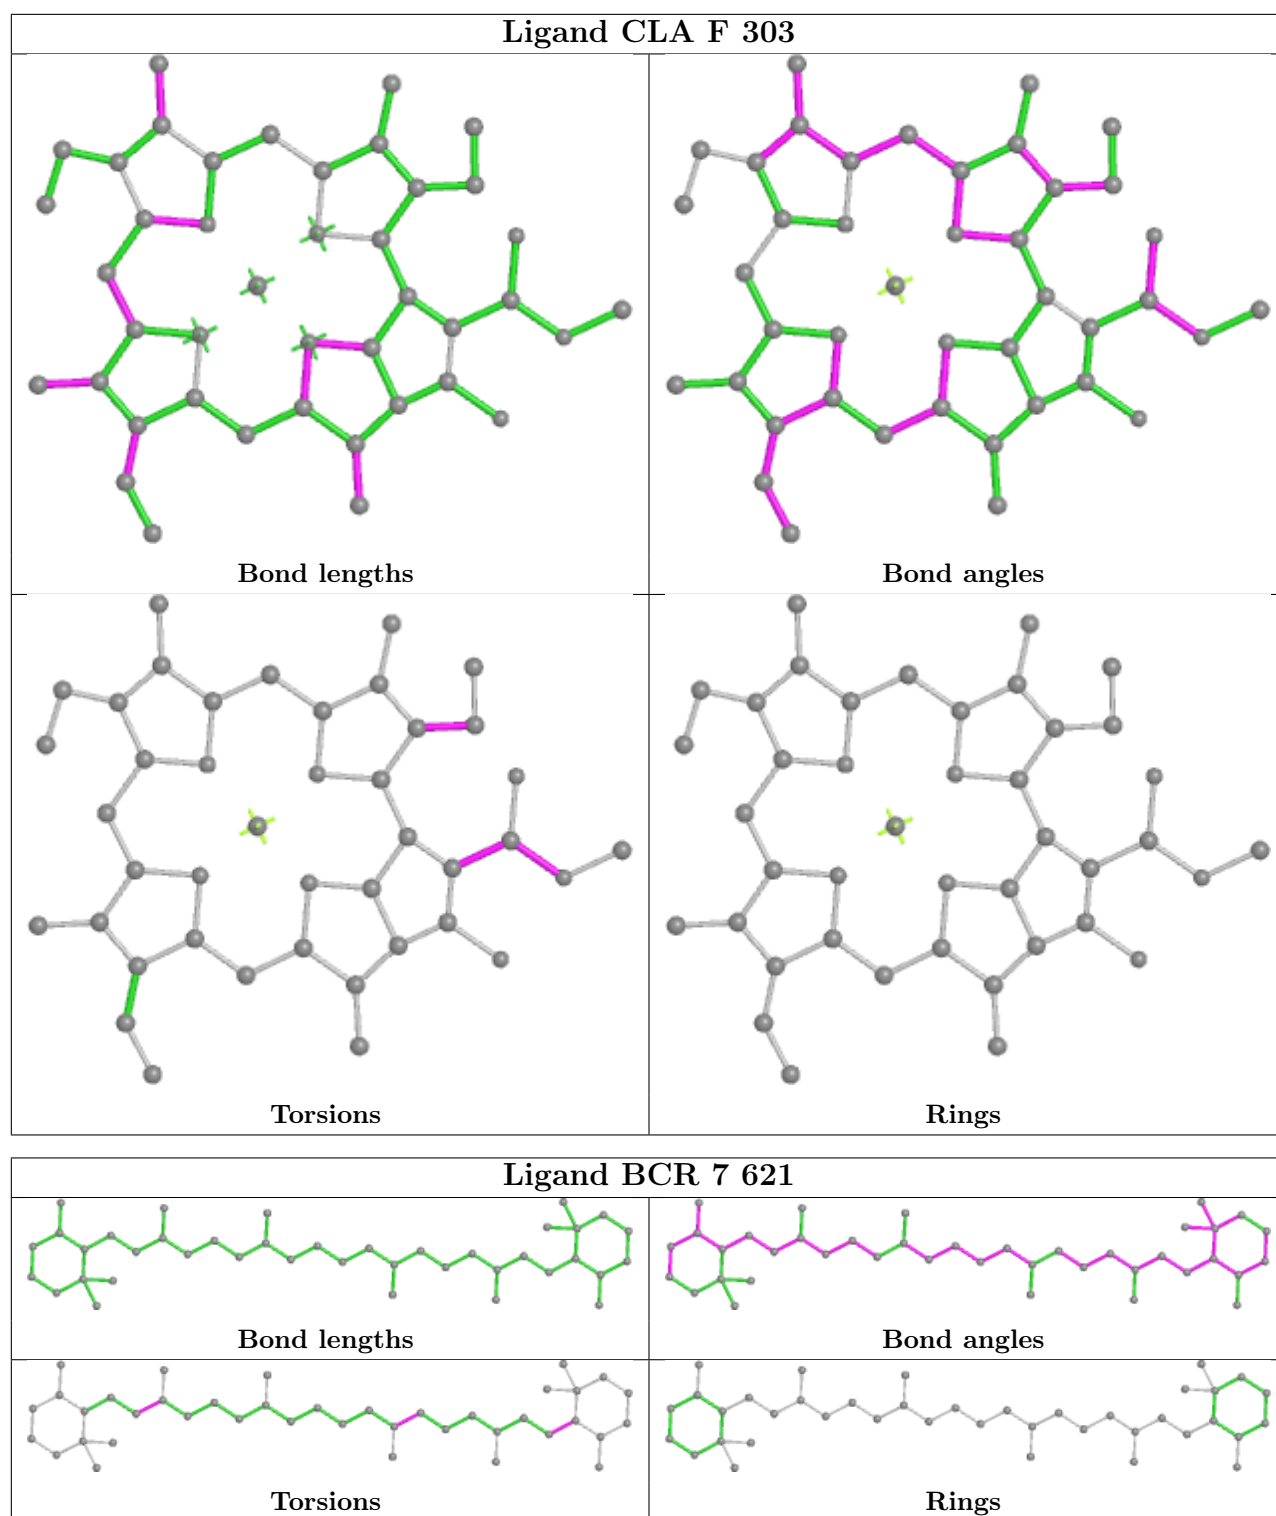 Ligand CLA F 303
Bond lengths
Bond angles
Torsions
Rings
Ligand BCR 7 621
Bond lengths
Bond angles
Torsions
Rings